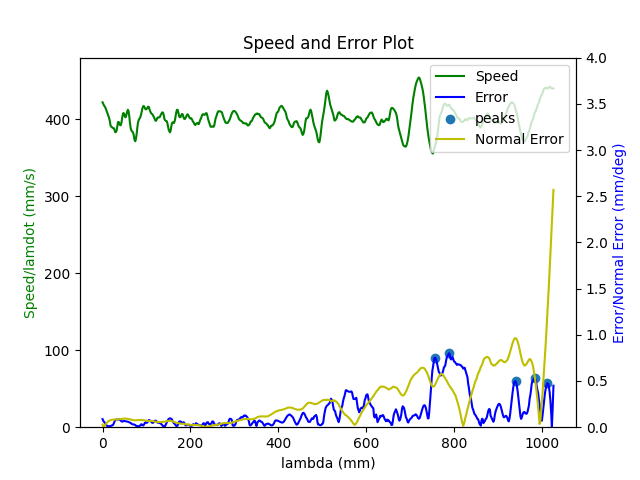 Speed and Error Plot
Speed/lamdot (mm/s)
400
300
200
100
0
4.0
3.5
3.0
2.5
2.0
1.5
1.0
0.5
0.0
Error/Normal Error (mm/deg)
Speed
Error
peaks
Normal Error
0 200 400 600 800 1000
lambda (mm)